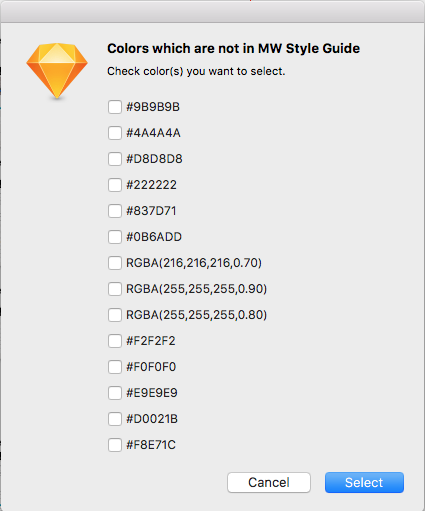 Colors which are not in MW Style Guide
Check color(s) you want to select.
#9B9B9B
#4A4A4A
#D8D8D8
#222222
#837D71
#0B6ADD
RGBA(216,216,216,0.70)
RGBA(255,255,255,0.90)
RGBA(255,255,255,0.80)
#F2F2F2
#F0F0F0
#E9E9E9
#D0021B
#F8E71C
Cancel
Select